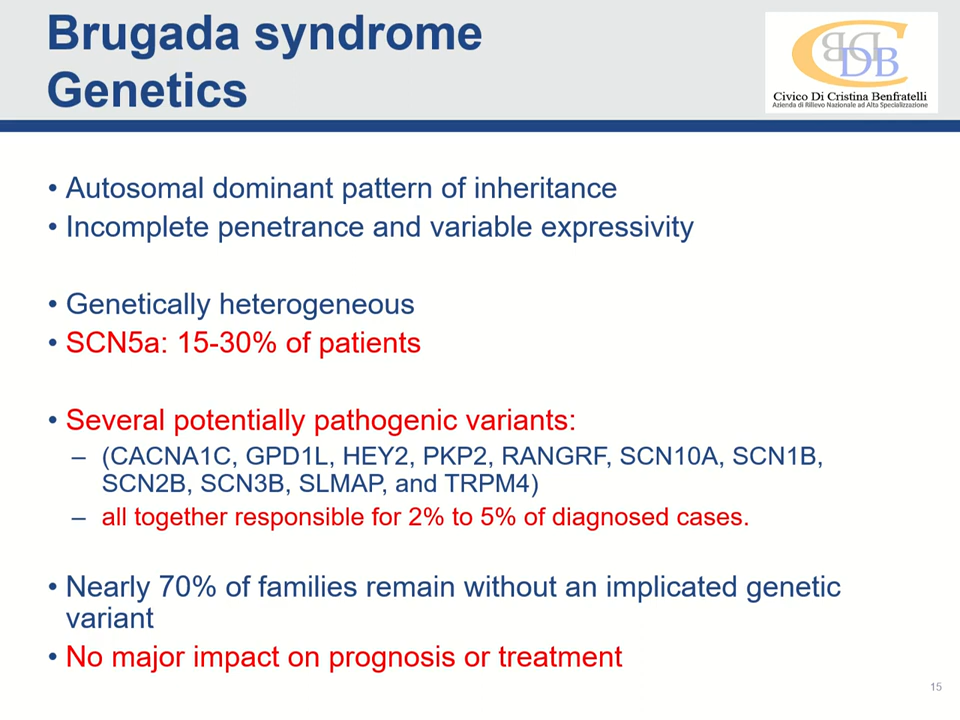 Brugada syndrome
Genetics
CDDB
Civico Di Cristina Benfratelli
Azienda di Rilievo Nazionale ad Alta Specializzazione
• Autosomal dominant pattern of inheritance
• Incomplete penetrance and variable expressivity
• Genetically heterogeneous
• SCN5a: 15-30% of patients
• Several potentially pathogenic variants:
– (CACNA1C, GPD1L, HEY2, PKP2, RANGRF, SCN10A, SCN1B,
SCN2B, SCN3B, SLMAP, and TRPM4)
– all together responsible for 2% to 5% of diagnosed cases.
• Nearly 70% of families remain without an implicated genetic
variant
• No major impact on prognosis or treatment
15